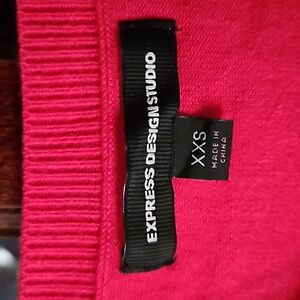 EXPRESS DESIGN STUDIO
XXS
MADE IN
CHINA